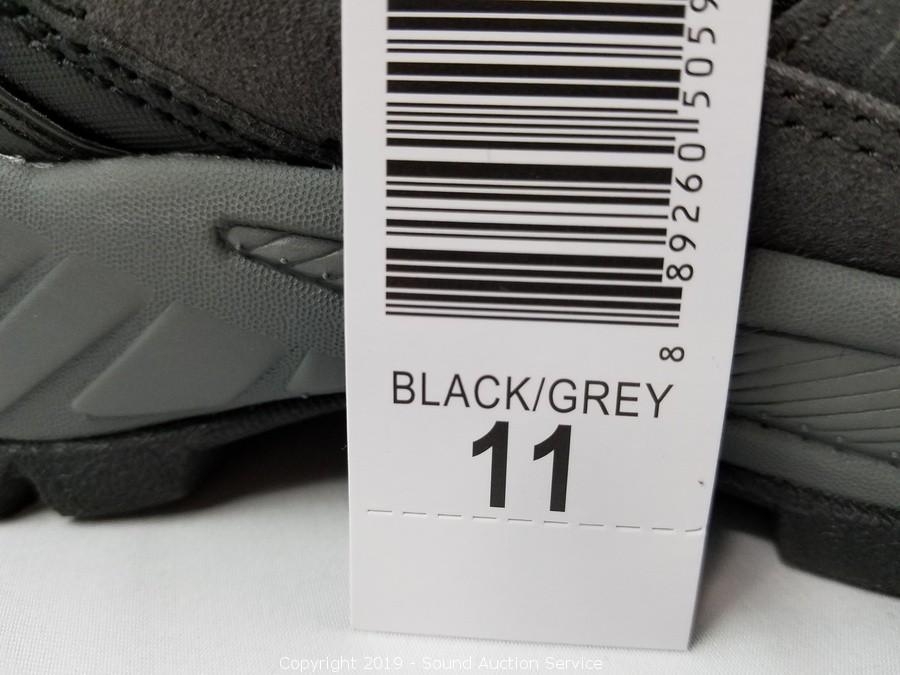 8 89260 5059
BLACK/GREY
11
Copyright 2019 - Sound Auction Service